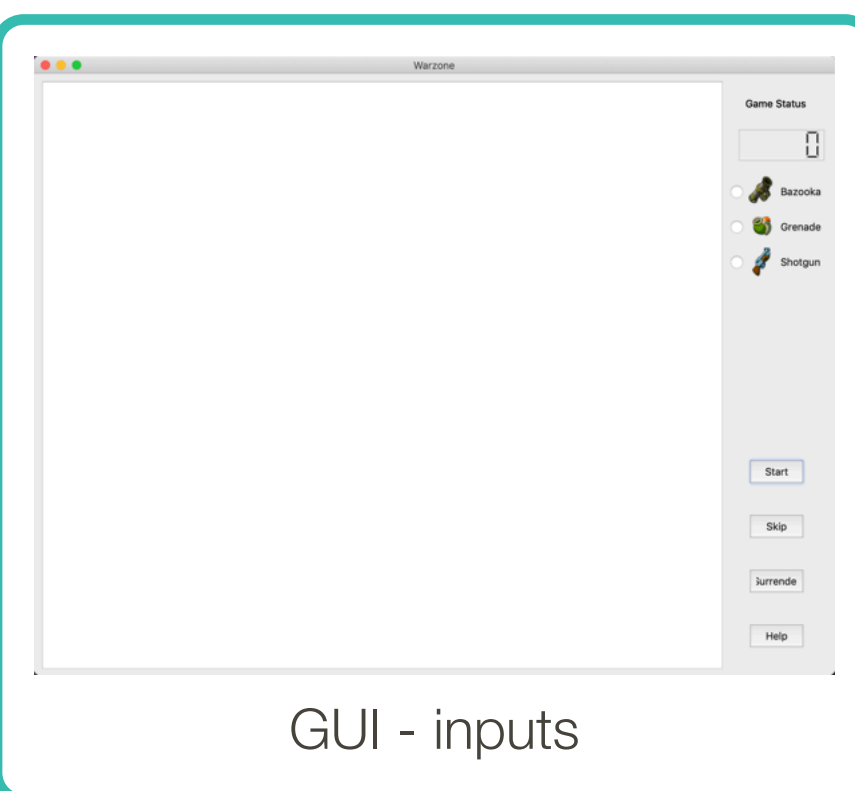 Warzone
Game Status
0
Bazooka
Grenade
Shotgun
Start
Skip
Surrende
Help
GUI - inputs